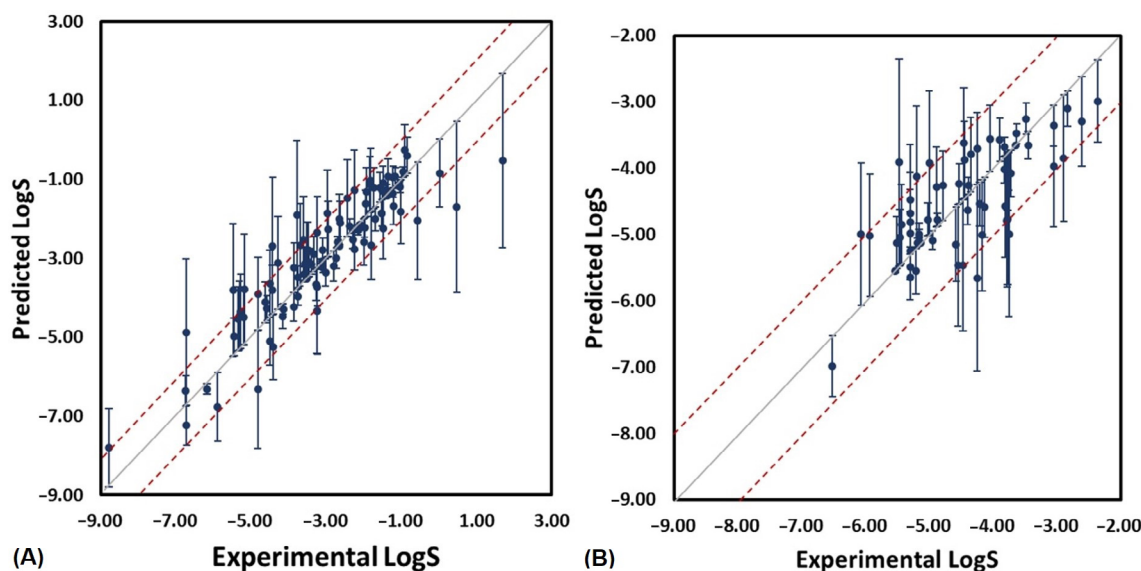 3.00
1.00
−1.00
−3.00
−5.00
−7.00
−9.00
Predicted LogS
−9.00 −7.00 −5.00 −3.00 −1.00 1.00 3.00
(A) Experimental LogS
−2.00
−3.00
−4.00
−5.00
−6.00
−7.00
−8.00
−9.00
Predicted LogS
−9.00 −7.00 −6.00 −5.00 −4.00 −3.00 −2.00
(B) Experimental LogS